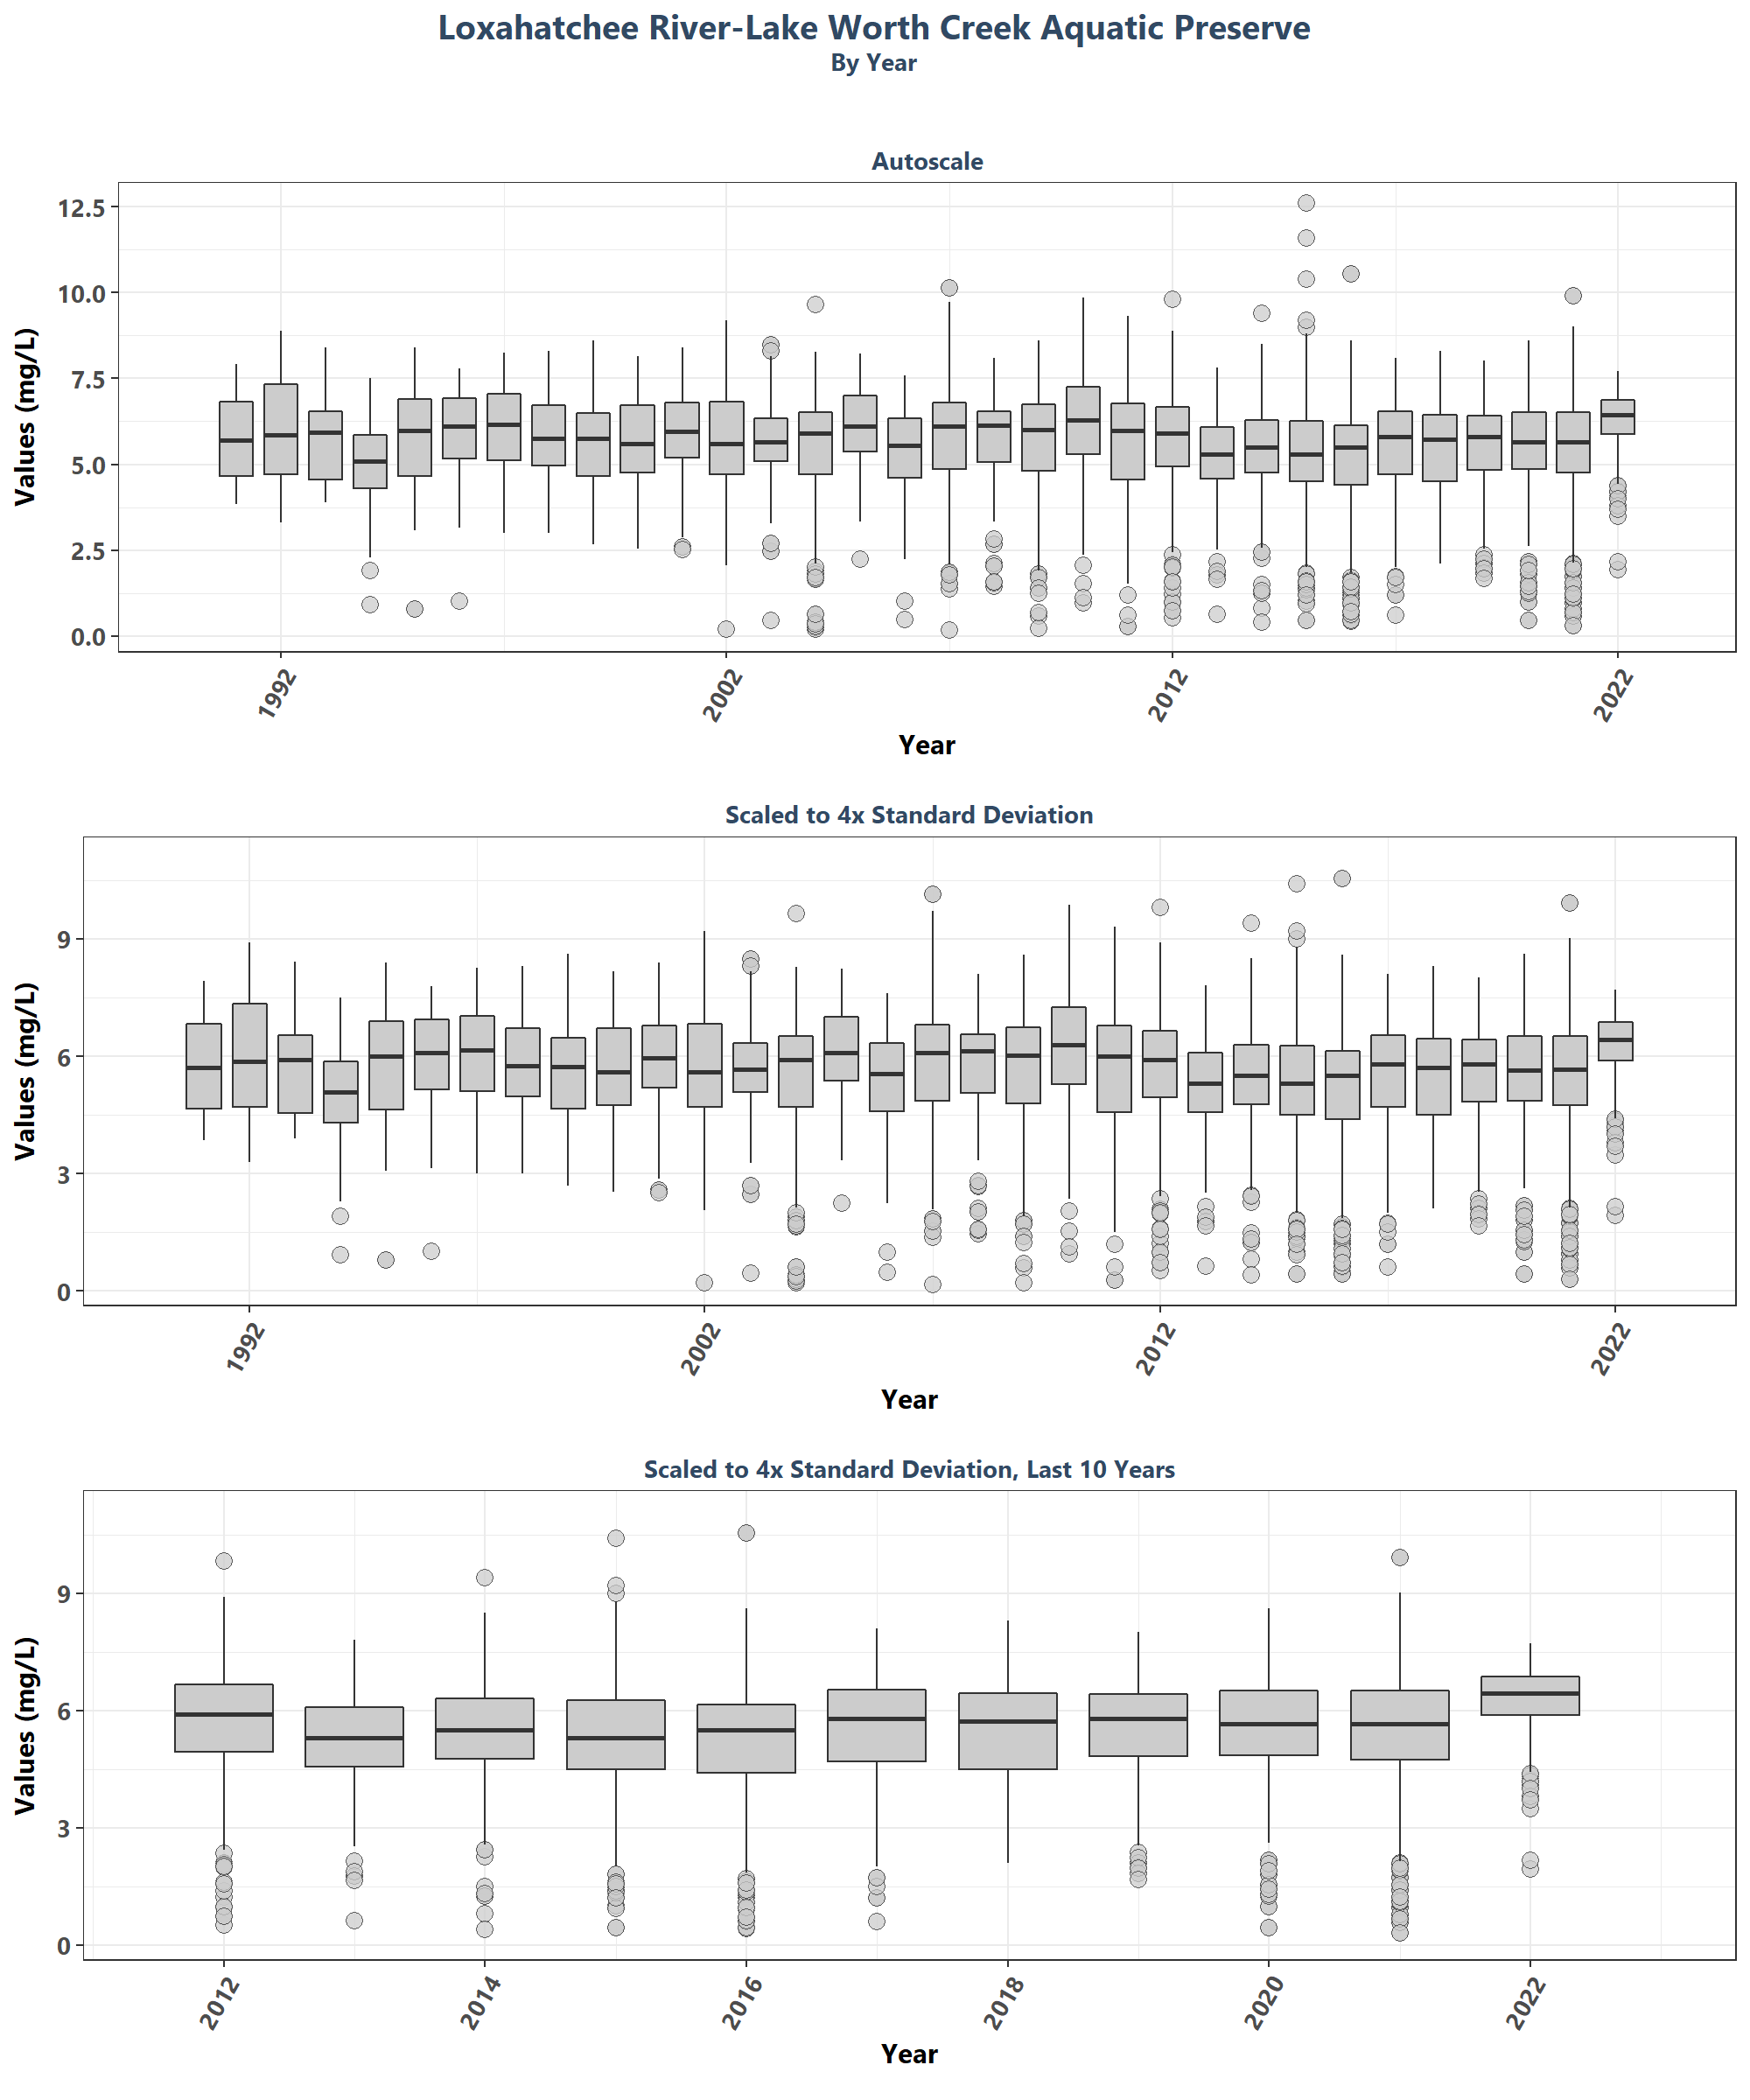 Loxahatchee River-Lake Worth Creek Aquatic Preserve
By Year
Autoscale
Values (mg/L)
12.5
10.0
7.5
5.0
2.5
0.0
1992
2002
2012
2022
Year
Scaled to 4x Standard Deviation
Values (mg/L)
9
6
3
0
1992
2002
2012
2022
Year
Scaled to 4x Standard Deviation, Last 10 Years
Values (mg/L)
9
6
3
0
2012
2014
2016
2018
2020
2022
Year